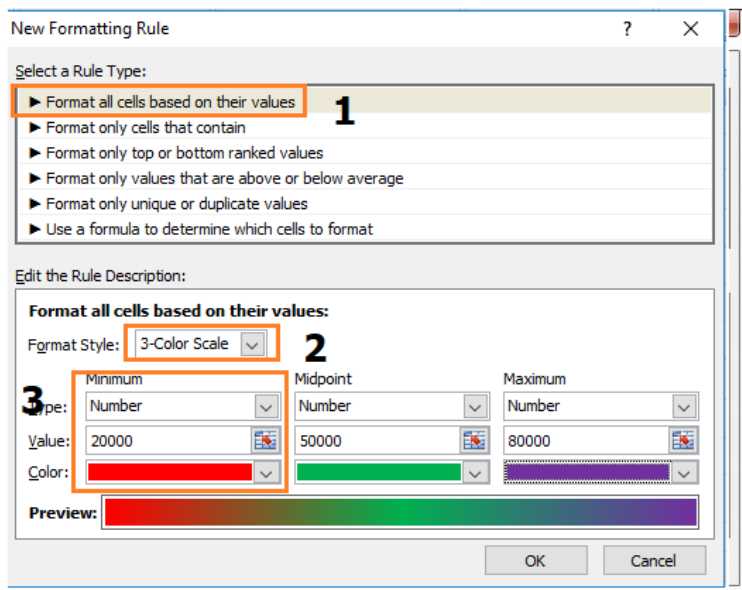 New Formatting Rule ? ×
Select a Rule Type:
► Format all cells based on their values 1
► Format only cells that contain
► Format only top or bottom ranked values
► Format only values that are above or below average
► Format only unique or duplicate values
► Use a formula to determine which cells to format
Edit the Rule Description:
Format all cells based on their values:
Format Style: 3-Color Scale 2
Minimum Midpoint Maximum
3 Type: Number Number Number
Value: 20000 50000 80000
Color:
Preview:
OK Cancel